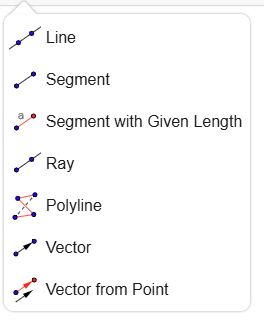 Line
Segment
a
Segment with Given Length
Ray
Polyline
Vector
Vector from Point